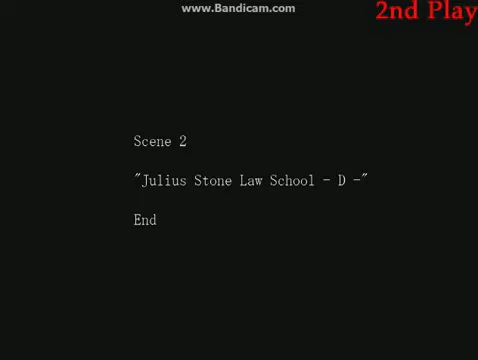 www.Bandicam.com
2nd Play
Scene 2
"Julius Stone Law School - D -"
End